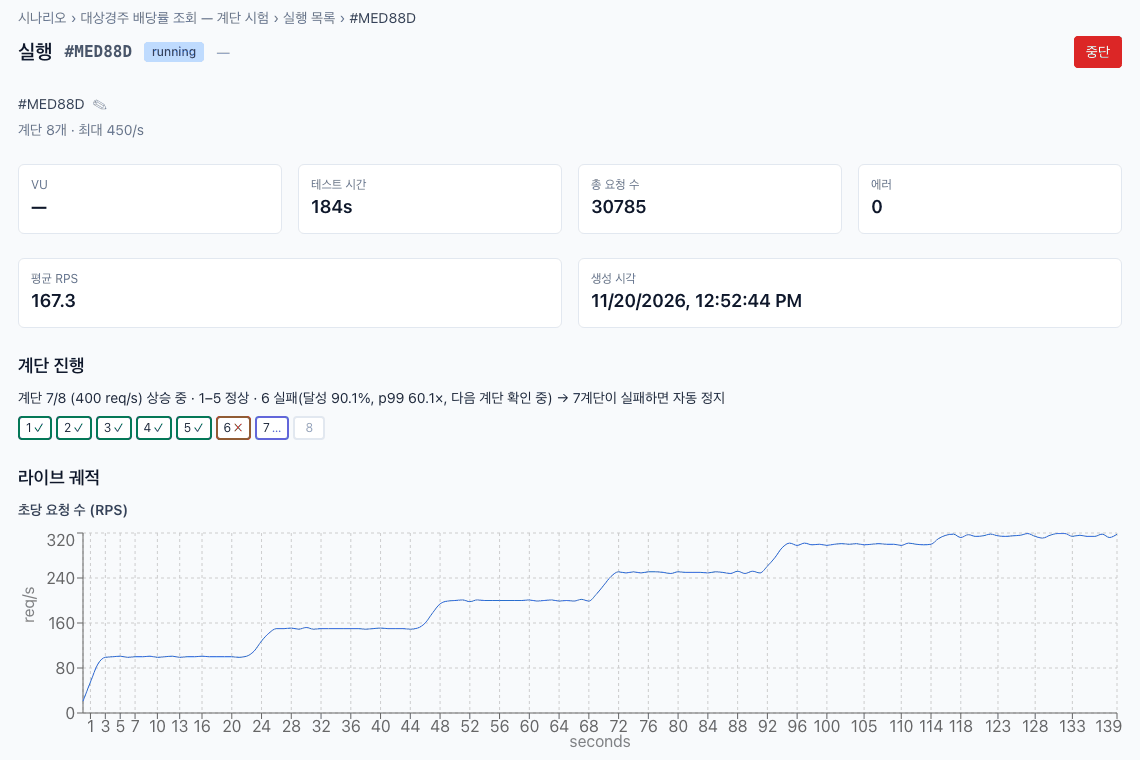 시나리오 › 대상경주 배당률 조회 — 계단 시험 › 실행 목록 › #MED88D
실행 #MED88D running —
중단
#MED88D ✎
계단 8개 · 최대 450/s
VU
—
테스트 시간
184s
총 요청 수
30785
에러
0
평균 RPS
167.3
생성 시각
11/20/2026, 12:52:44 PM
계단 진행
계단 7/8 (400 req/s) 상승 중 · 1–5 정상 · 6 실패(달성 90.1%, p99 60.1×, 다음 계단 확인 중) → 7계단이 실패하면 자동 정지
1✓ 2✓ 3✓ 4✓ 5✓ 6✕ 7… 8
라이브 궤적
초당 요청 수 (RPS)
320
240
160
80
0
req/s
1 3 5 7 10 13 16 20 24 28 32 36 40 44 48 52 56 60 64 68 72 76 80 84 88 92 96 100 105 110 114 118 123 128 133 139
seconds